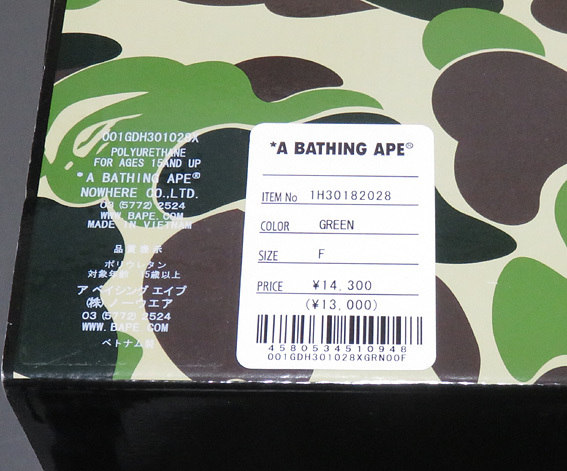 001GDH301028X
POLYURETHANE
FOR AGES 15AND UP
*A BATHING APE®
NOWHERE CO.,LTD.
03 (5772) 2524
WWW.BAPE.COM
MADE IN VIETNAM
品質表示
ポリウレタン
対象年齢 15歳以上
ア ベイシング エイプ
(株) ノーウエア
03 (5772) 2524
WWW.BAPE.COM
ベトナム製
*A BATHING APE®
ITEM No 1H30182028
COLOR GREEN
SIZE F
PRICE ¥14,300
(¥13,000)
4580534510948
001GDH301028XGRN00F